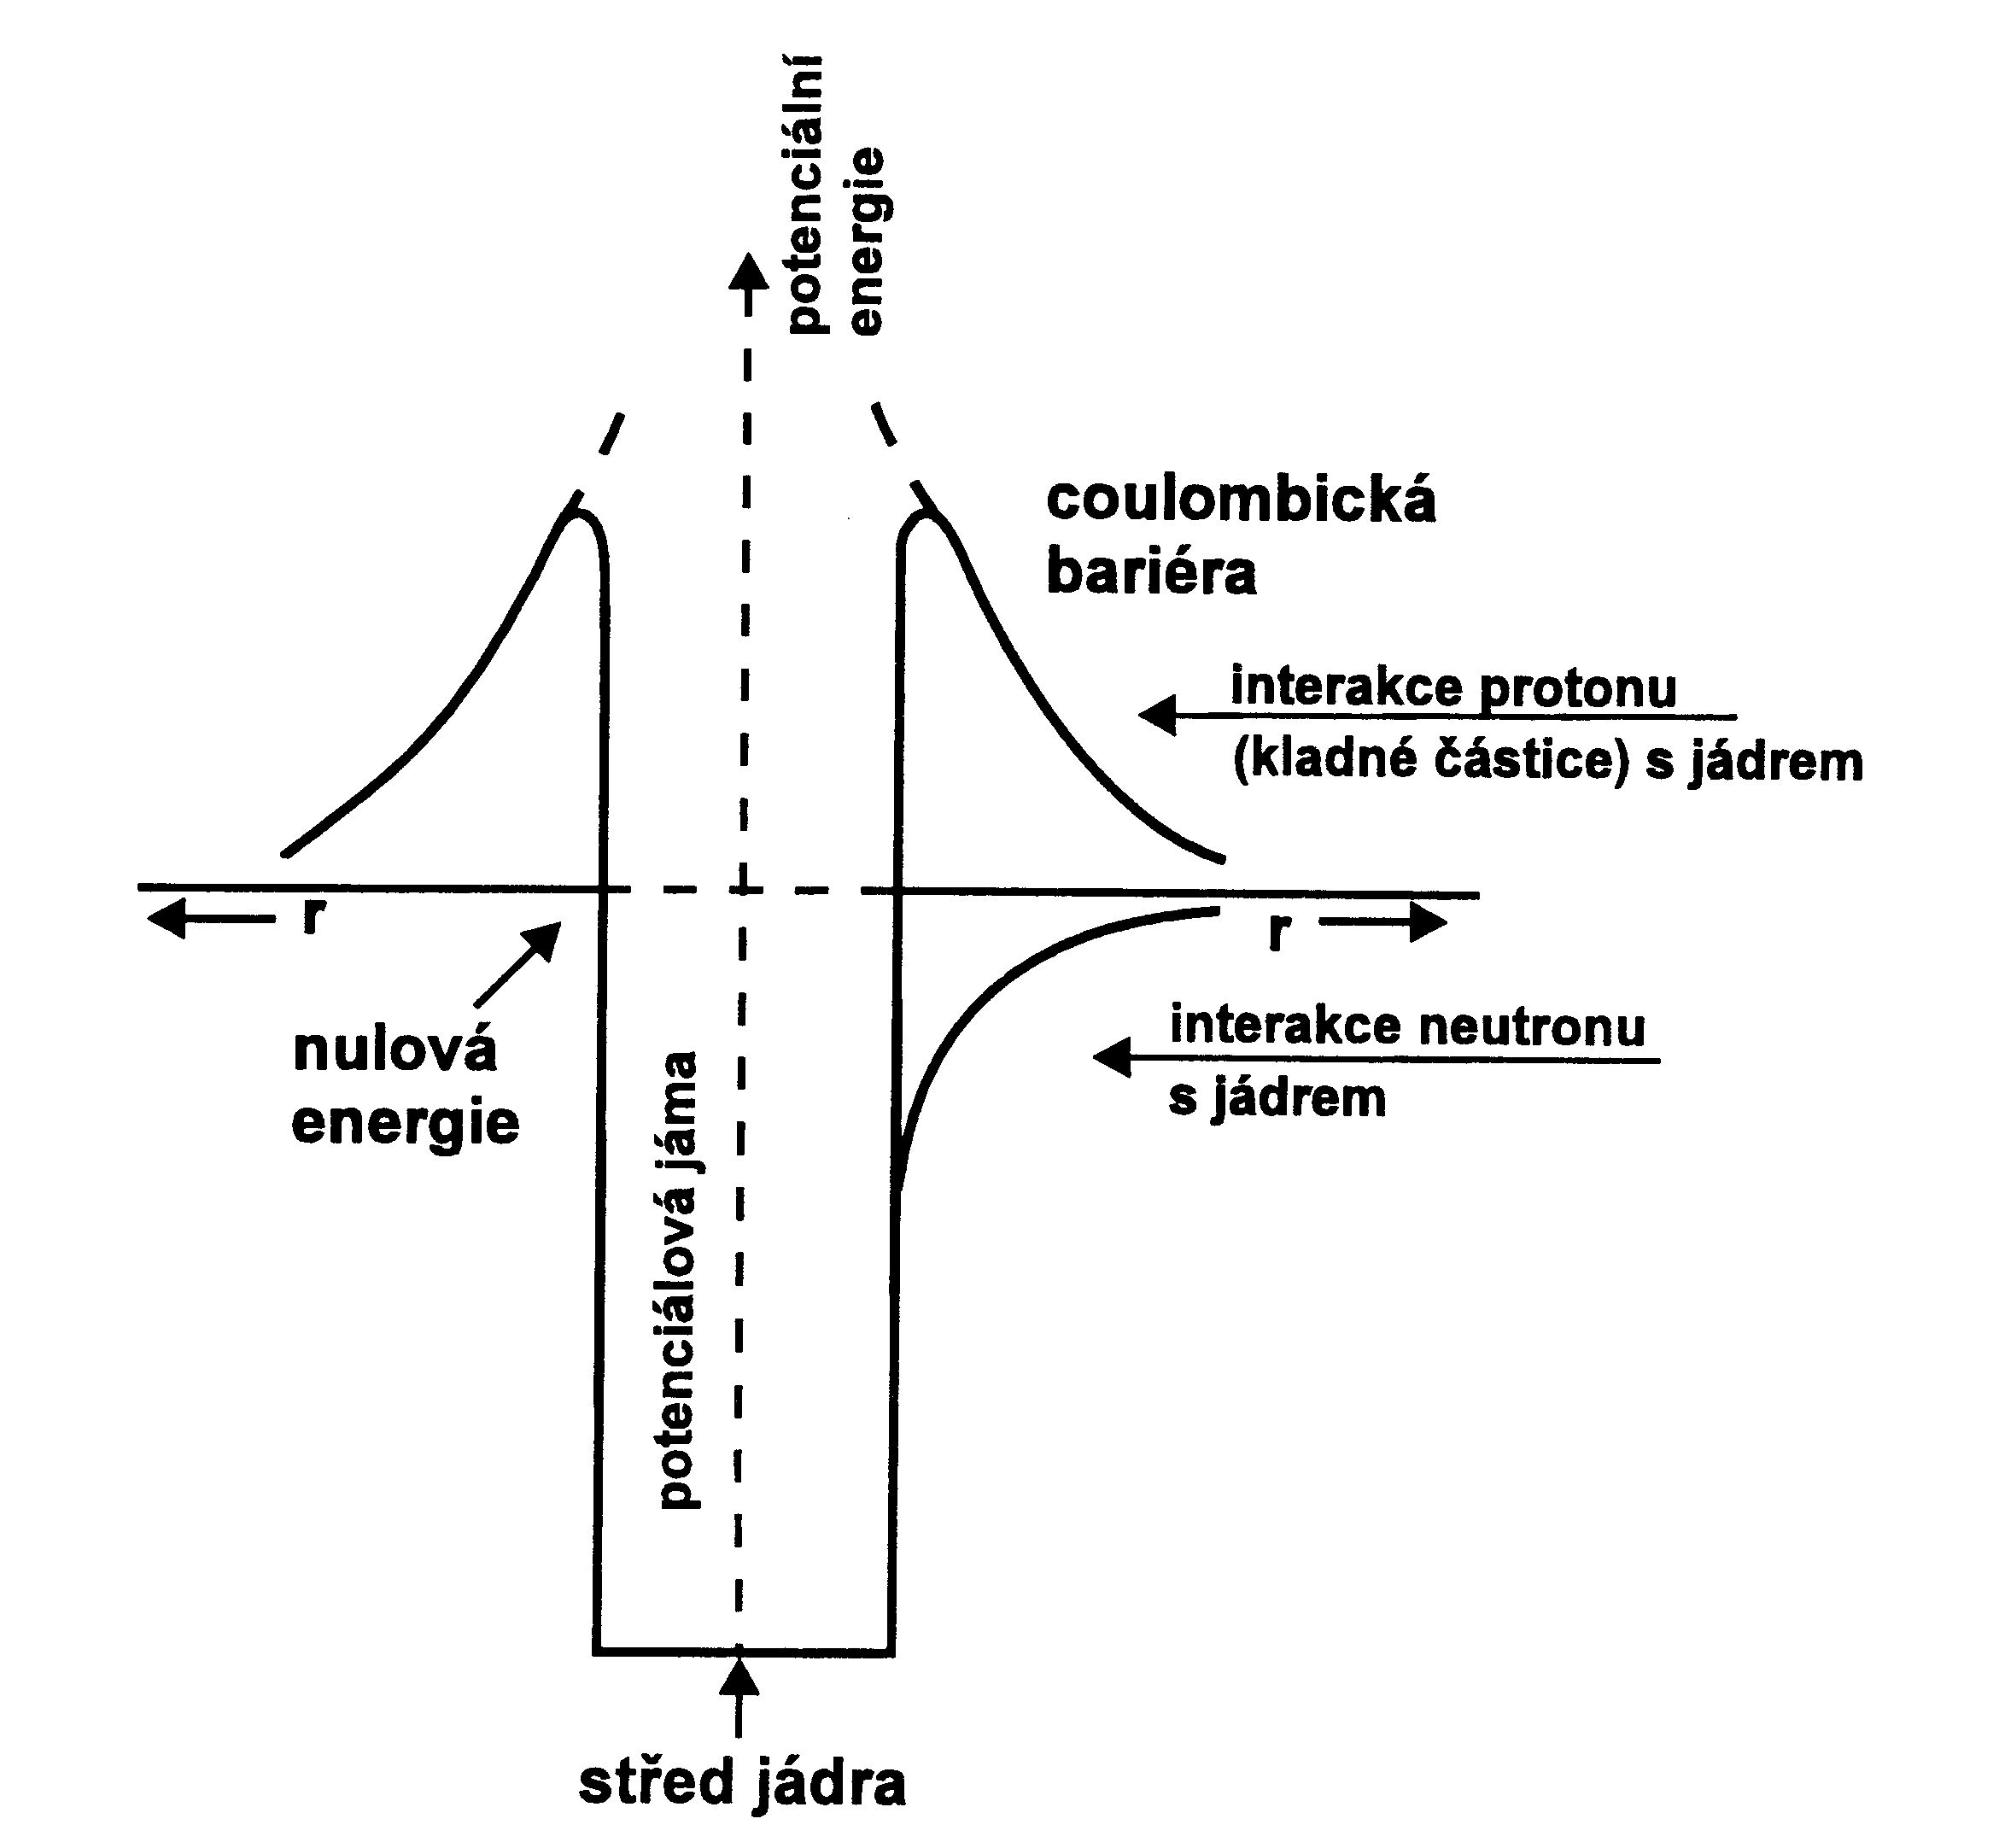 potenciální
energie
coulombická
bariéra
interakce protonu
(kladné částice) s jádrem
r
r
nulová
energie
interakce neutronu
s jádrem
potenciálová jáma
střed jádra